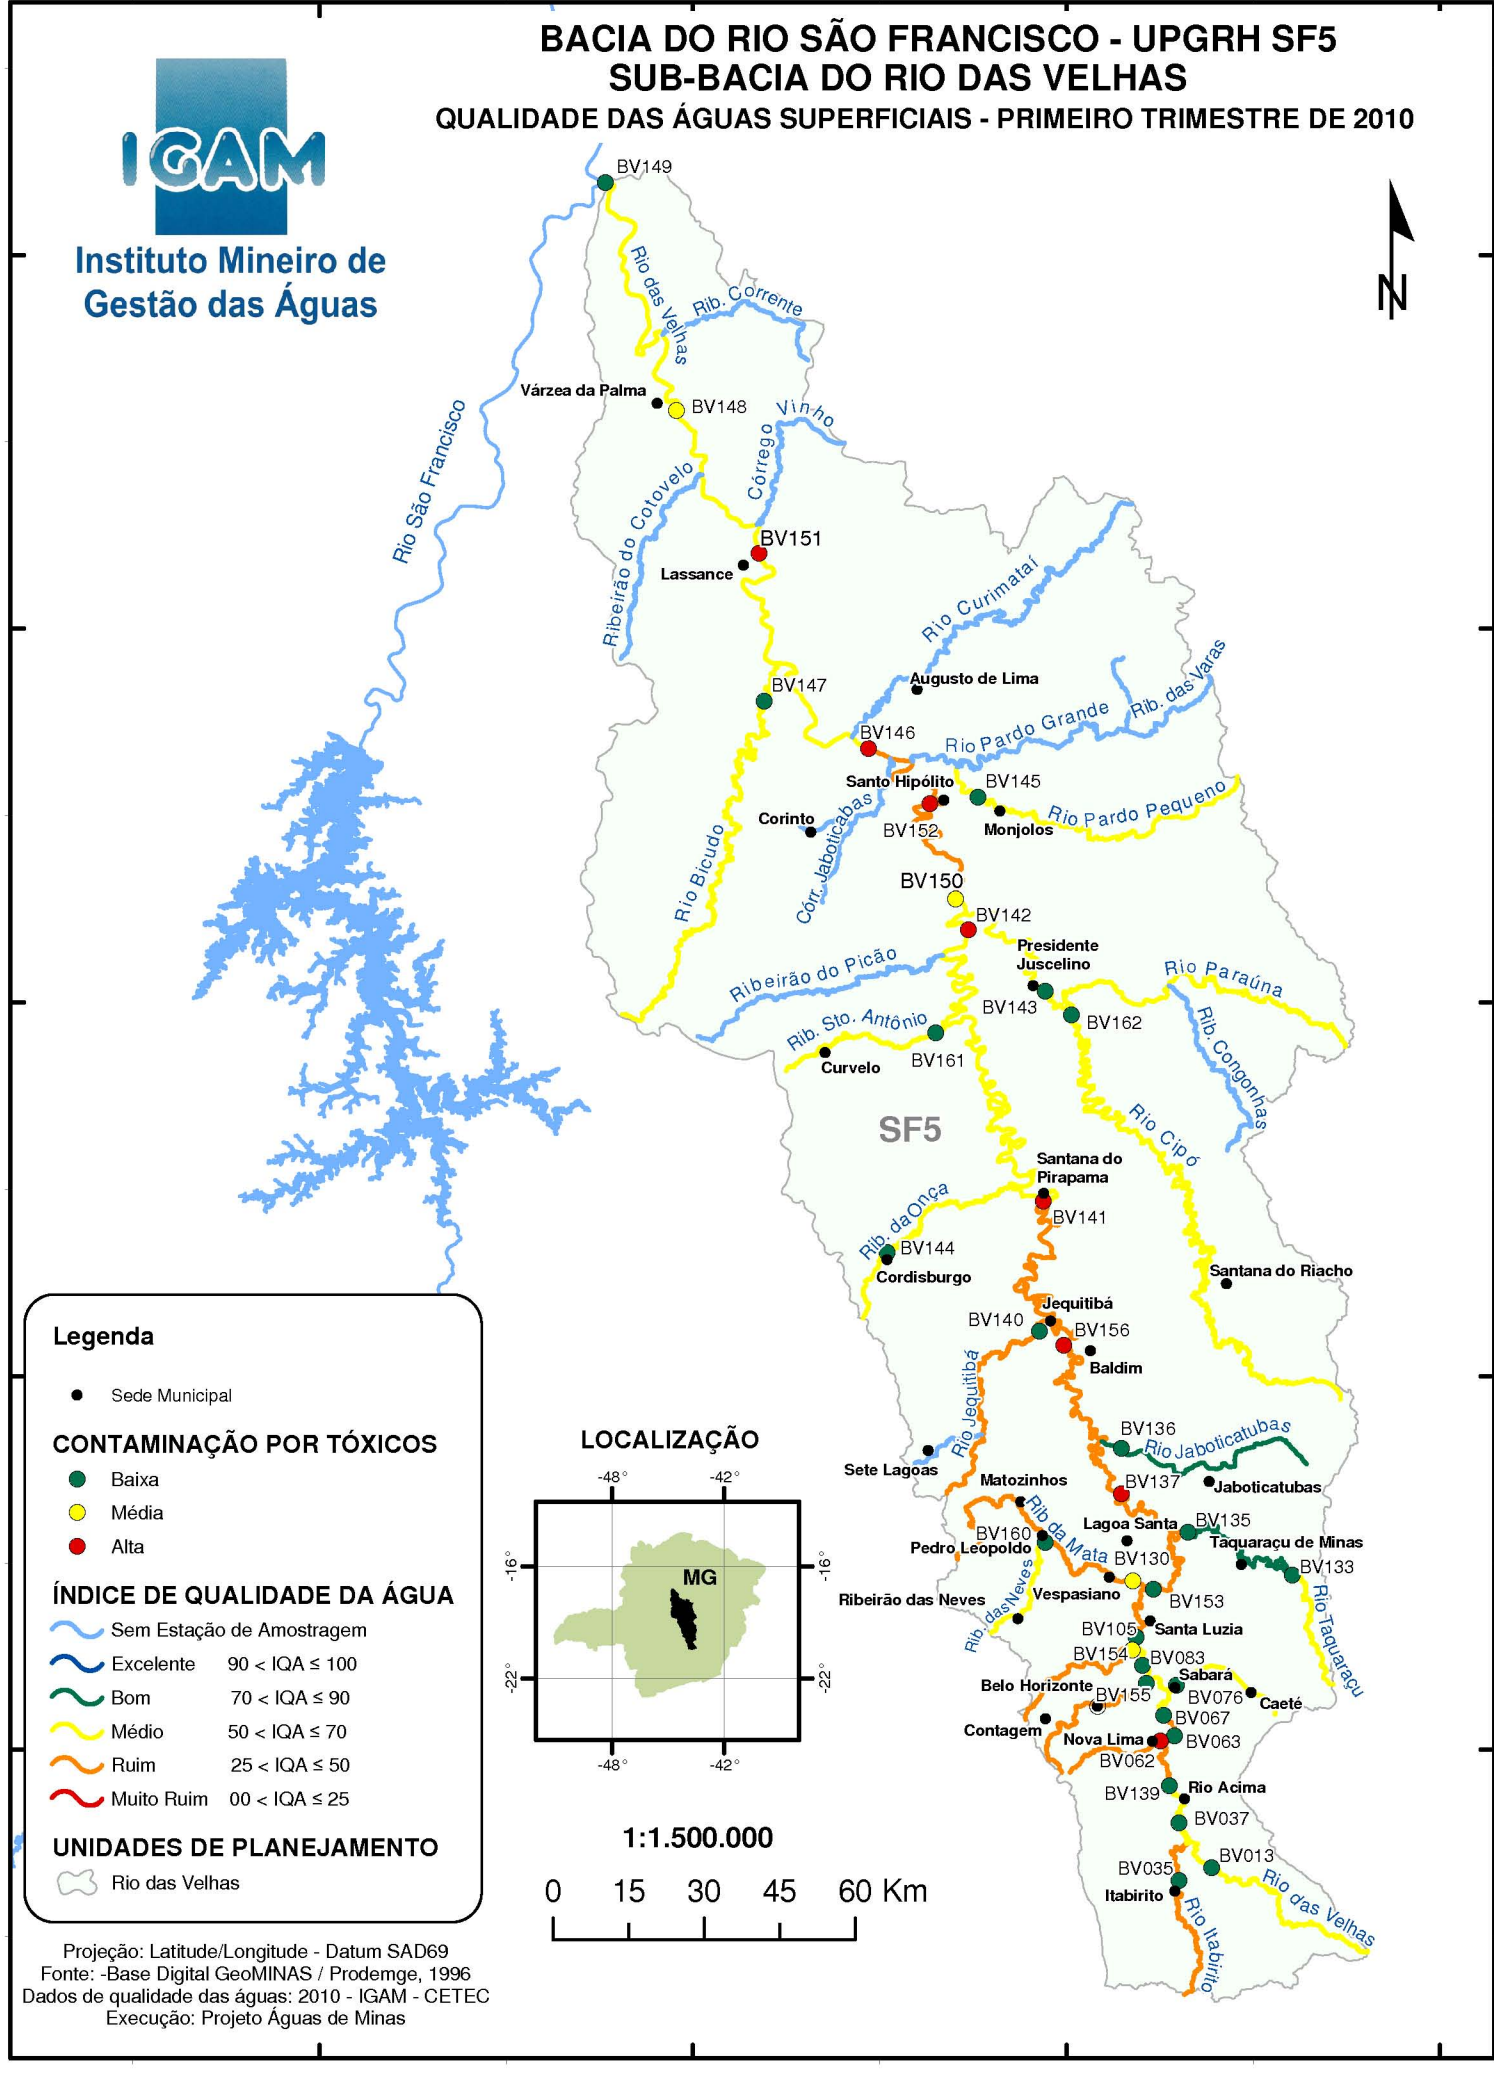 BACIA DO RIO SÃO FRANCISCO - UPGRH SF5
SUB-BACIA DO RIO DAS VELHAS
QUALIDADE DAS ÁGUAS SUPERFICIAIS - PRIMEIRO TRIMESTRE DE 2010
IGAM
Instituto Mineiro de
Gestão das Águas
N
BV149
Rio das Velhas
Rib. Corrente
Várzea da Palma
BV148
Córrego Vinho
Rio São Francisco
Ribeirão do Cotovelo
BV151
Lassance
Rio Curimataí
Augusto de Lima
Rib. das Varas
BV147
BV146
Rio Pardo Grande
Santo Hipólito
BV145
Rio Pardo Pequeno
Corinto
BV152
Monjolos
Córr. Jaboticabas
Rio Bicudo
BV150
BV142
Presidente
Juscelino
Ribeirão do Picão
Rio Paraúna
BV143
BV162
Rib. Sto. Antônio
BV161
Curvelo
Rib. Congonhas
SF5
Rio Cipó
Santana do
Pirapama
BV141
Rib. da Onça
BV144
Cordisburgo
Santana do Riacho
Jequitibá
BV140
BV156
Baldim
Rio Jequitibá
BV136
Rio Jaboticatubas
Sete Lagoas
Matozinhos
BV137
Jaboticatubas
Rib da Mata
Lagoa Santa
BV135
BV160
Pedro Leopoldo
Taquaraçu de Minas
BV130
BV133
Vespasiano
BV153
Ribeirão das Neves
Rib. das Neves
Rio Taquaraçu
BV105
Santa Luzia
BV154
BV083
Sabará
Belo Horizonte
BV155
BV076
Caeté
Contagem
BV067
Nova Lima
BV063
BV062
BV139
Rio Acima
BV037
BV013
BV035
Itabirito
Rio das Velhas
Rio Itabirito
Legenda
Sede Municipal
CONTAMINAÇÃO POR TÓXICOS
Baixa
Média
Alta
ÍNDICE DE QUALIDADE DA ÁGUA
Sem Estação de Amostragem
Excelente 90 < IQA ≤ 100
Bom 70 < IQA ≤ 90
Médio 50 < IQA ≤ 70
Ruim 25 < IQA ≤ 50
Muito Ruim 00 < IQA ≤ 25
UNIDADES DE PLANEJAMENTO
Rio das Velhas
LOCALIZAÇÃO
-48° -42°
-16° -16°
MG
-22° -22°
-48° -42°
1:1.500.000
0 15 30 45 60 Km
Projeção: Latitude/Longitude - Datum SAD69
Fonte: -Base Digital GeoMINAS / Prodemge, 1996
Dados de qualidade das águas: 2010 - IGAM - CETEC
Execução: Projeto Águas de Minas